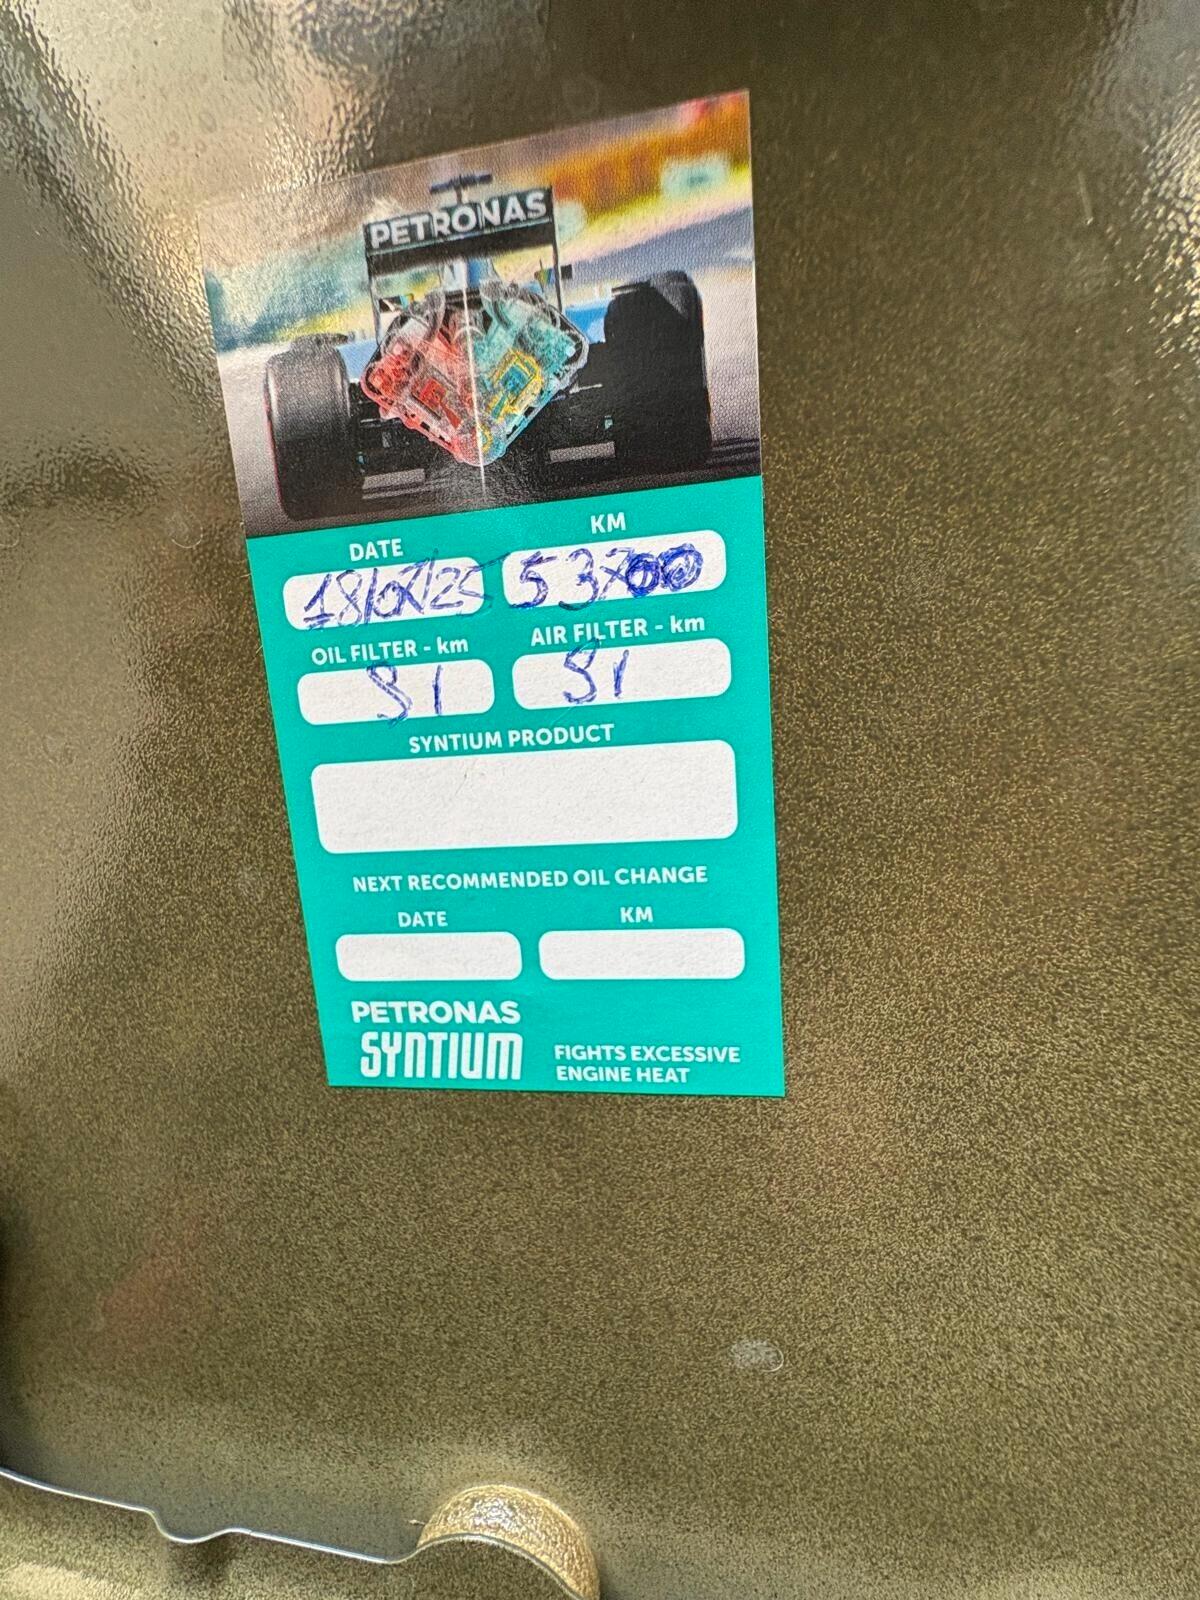 PETRONAS
DATE KM
18/07/25 53700
OIL FILTER - km AIR FILTER - km
SI SI
SYNTIUM PRODUCT
NEXT RECOMMENDED OIL CHANGE
DATE KM
PETRONAS
SYNTIUM
FIGHTS EXCESSIVE
ENGINE HEAT